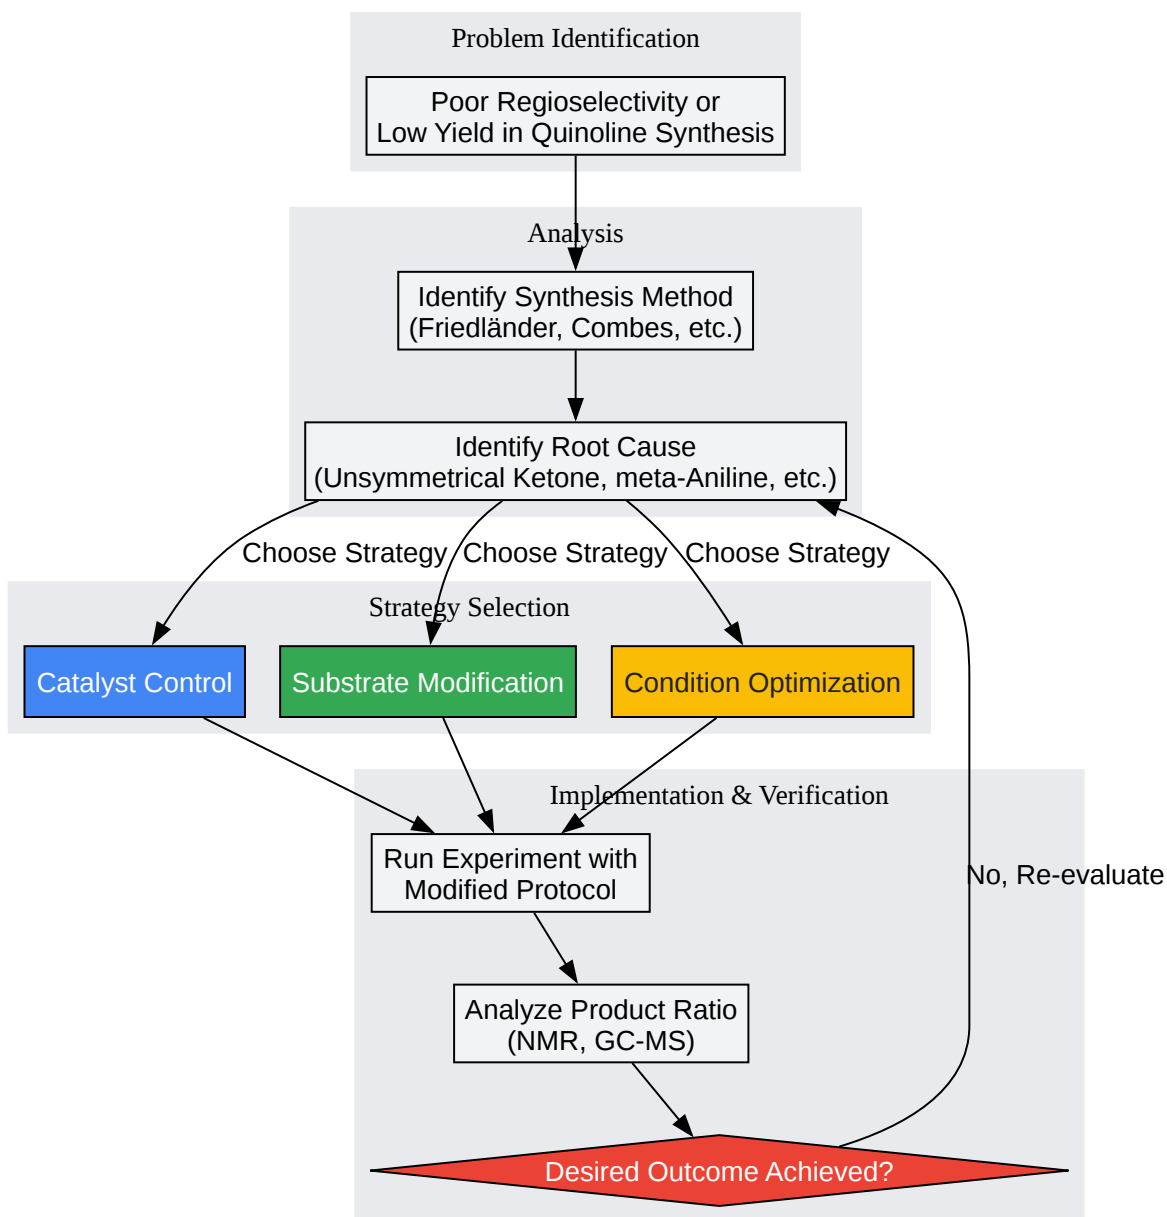 Problem Identification
Poor Regioselectivity or
Low Yield in Quinoline Synthesis
Analysis
Identify Synthesis Method
(Friedländer, Combes, etc.)
Identify Root Cause
(Unsymmetrical Ketone, meta-Aniline, etc.)
Choose Strategy
Choose Strategy
Choose Strategy
Strategy Selection
Catalyst Control
Substrate Modification
Condition Optimization
Implementation & Verification
Run Experiment with
Modified Protocol
No, Re-evaluate
Analyze Product Ratio
(NMR, GC-MS)
Desired Outcome Achieved?